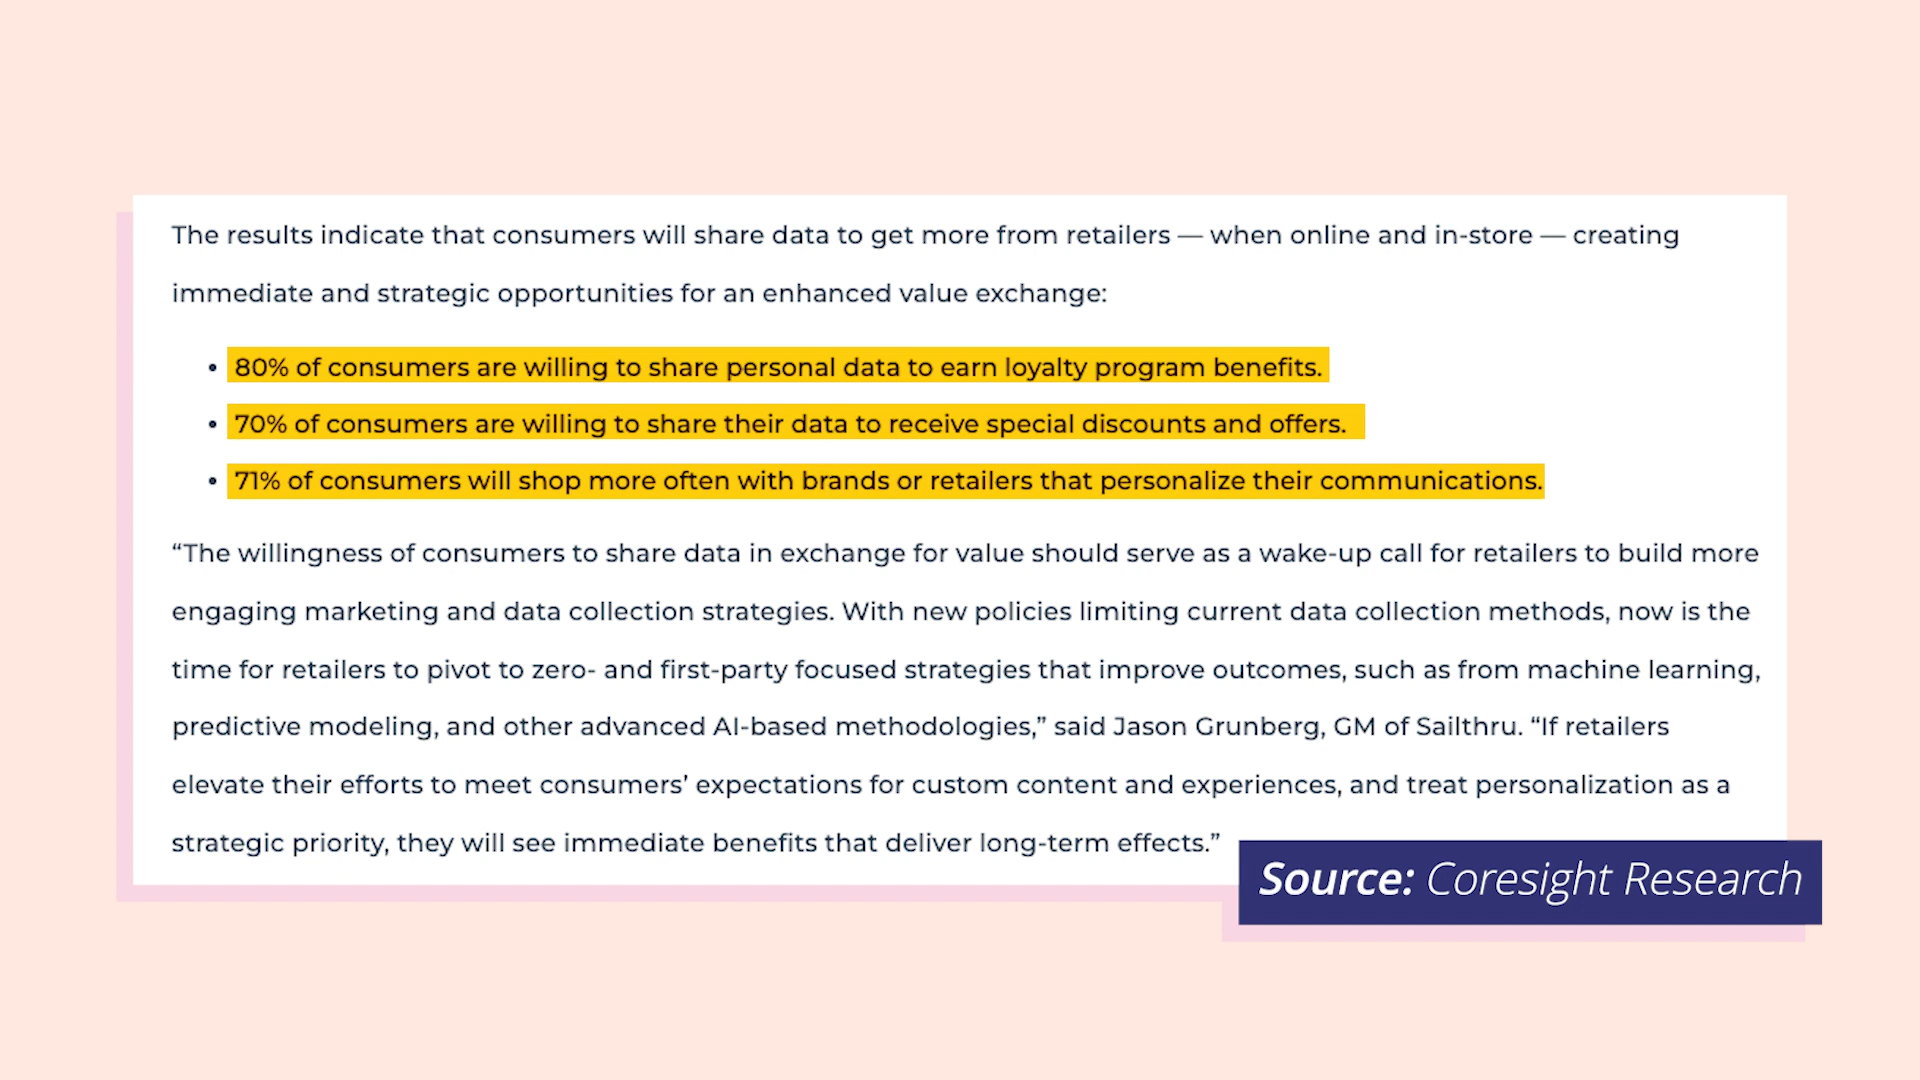 The results indicate that consumers will share data to get more from retailers — when online and in-store — creating
immediate and strategic opportunities for an enhanced value exchange:
• 80% of consumers are willing to share personal data to earn loyalty program benefits.
• 70% of consumers are willing to share their data to receive special discounts and offers.
• 71% of consumers will shop more often with brands or retailers that personalize their communications.
“The willingness of consumers to share data in exchange for value should serve as a wake-up call for retailers to build more
engaging marketing and data collection strategies. With new policies limiting current data collection methods, now is the
time for retailers to pivot to zero- and first-party focused strategies that improve outcomes, such as from machine learning,
predictive modeling, and other advanced AI-based methodologies,” said Jason Grunberg, GM of Sailthru. “If retailers
elevate their efforts to meet consumers’ expectations for custom content and experiences, and treat personalization as a
strategic priority, they will see immediate benefits that deliver long-term effects.”
Source: Coresight Research